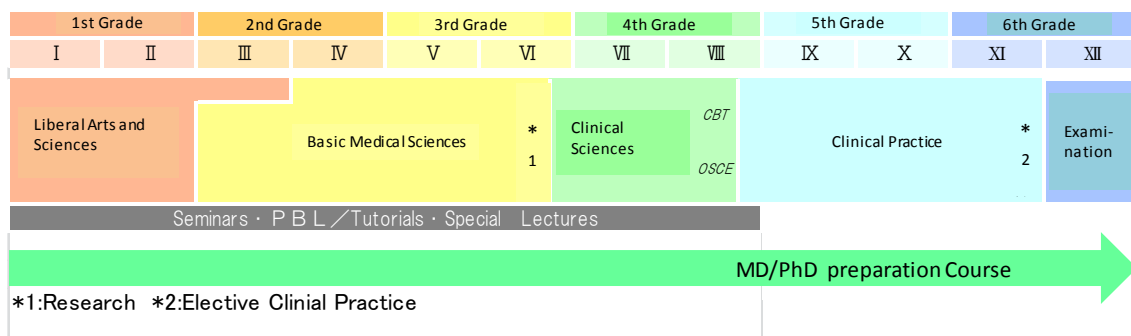 1st Grade 2nd Grade 3rd Grade 4th Grade 5th Grade 6th Grade
Ⅰ Ⅱ Ⅲ Ⅳ Ⅴ Ⅵ Ⅶ Ⅷ Ⅸ Ⅹ Ⅺ Ⅻ
Liberal Arts and
Sciences
Basic Medical Sciences
*
1
Clinical
Sciences
CBT
OSCE
Clinical Practice
*
2
Exami-
nation
Seminars・ＰＢＬ／Tutorials・Special Lectures
MD/PhD preparation Course
*1:Research *2:Elective Clinial Practice